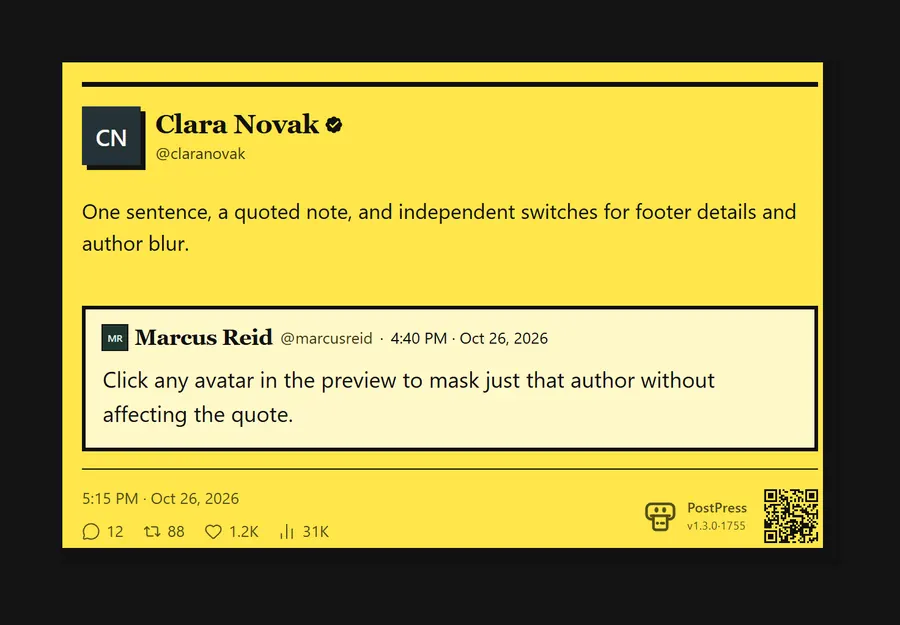 CN
Clara Novak
@claranovak
One sentence, a quoted note, and independent switches for footer details and
author blur.
MR Marcus Reid @marcusreid · 4:40 PM · Oct 26, 2026
Click any avatar in the preview to mask just that author without
affecting the quote.
5:15 PM · Oct 26, 2026
12 88 1.2K 31K
PostPress
v1.3.0-1755